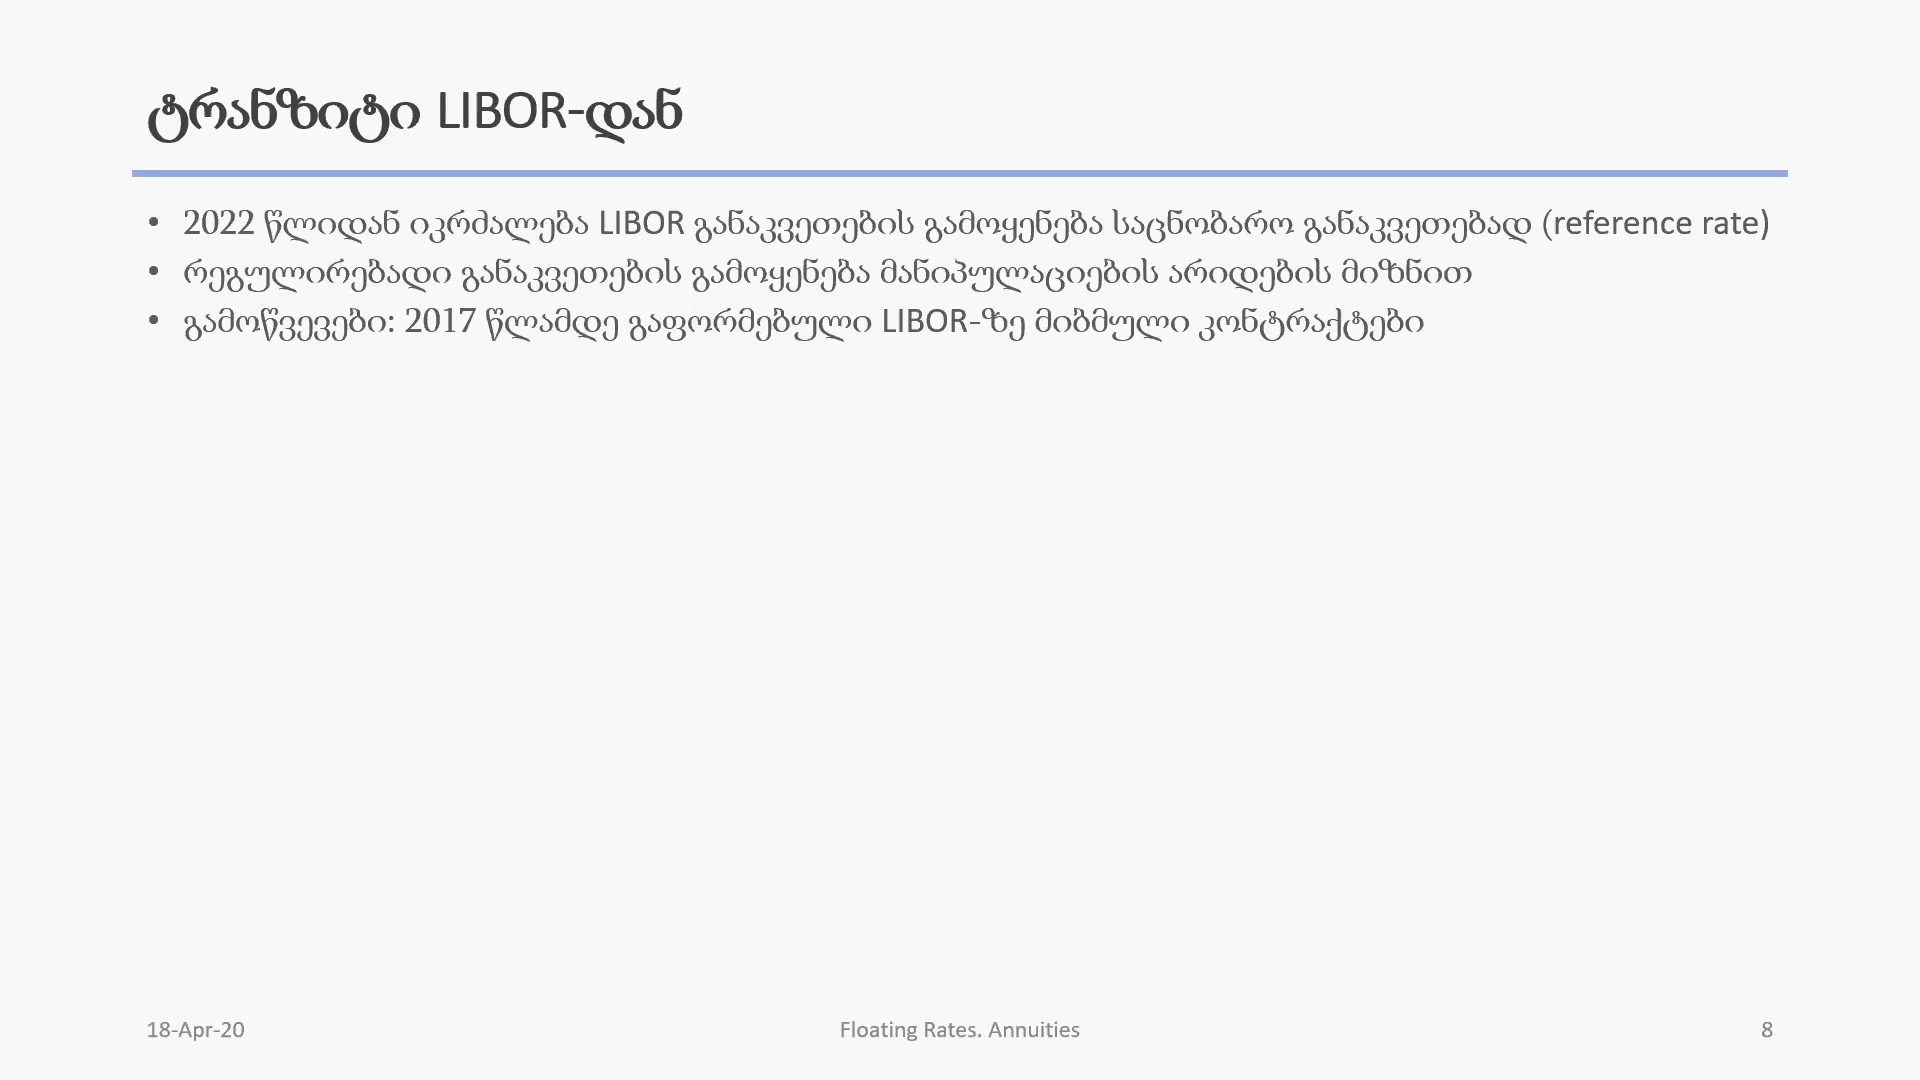 ტრანზიტი LIBOR-დან
• 2022 წლიდან იკრძალება LIBOR განაკვეთების გამოყენება საცნობარო განაკვეთებად (reference rate)
• რეგულირებადი განაკვეთების გამოყენება მანიპულაციების არიდების მიზნით
• გამოწვევები: 2017 წლამდე გაფორმებული LIBOR-ზე მიბმული კონტრაქტები
18-Apr-20 Floating Rates. Annuities 8